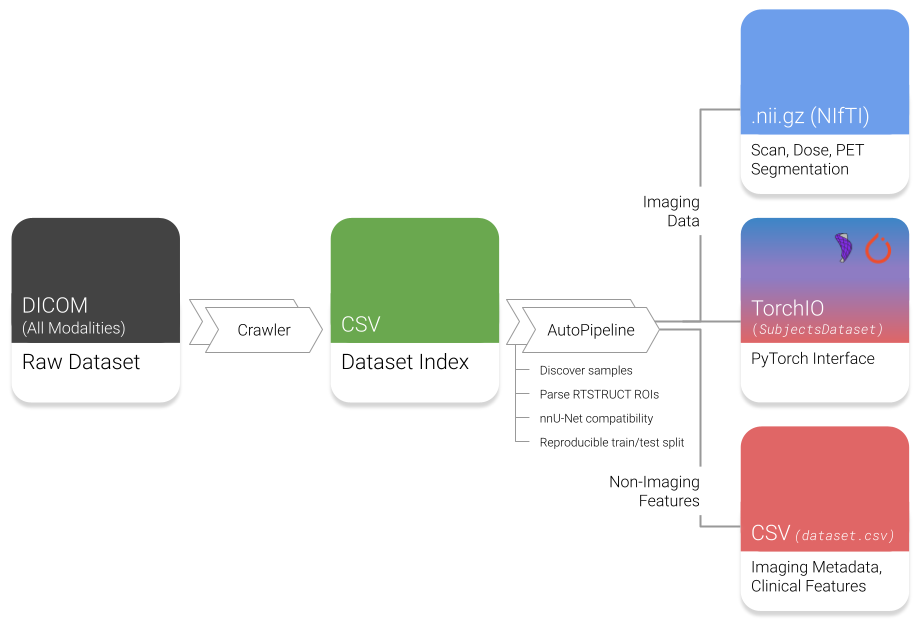 DICOM
(All Modalities)
Raw Dataset
Crawler
CSV
Dataset Index
AutoPipeline
Discover samples
Parse RTSTRUCT ROIs
nnU-Net compatibility
Reproducible train/test split
Imaging
Data
Non-Imaging
Features
.nii.gz (NIfTI)
Scan, Dose, PET
Segmentation
TorchIO
(SubjectsDataset)
PyTorch Interface
CSV (dataset.csv)
Imaging Metadata,
Clinical Features